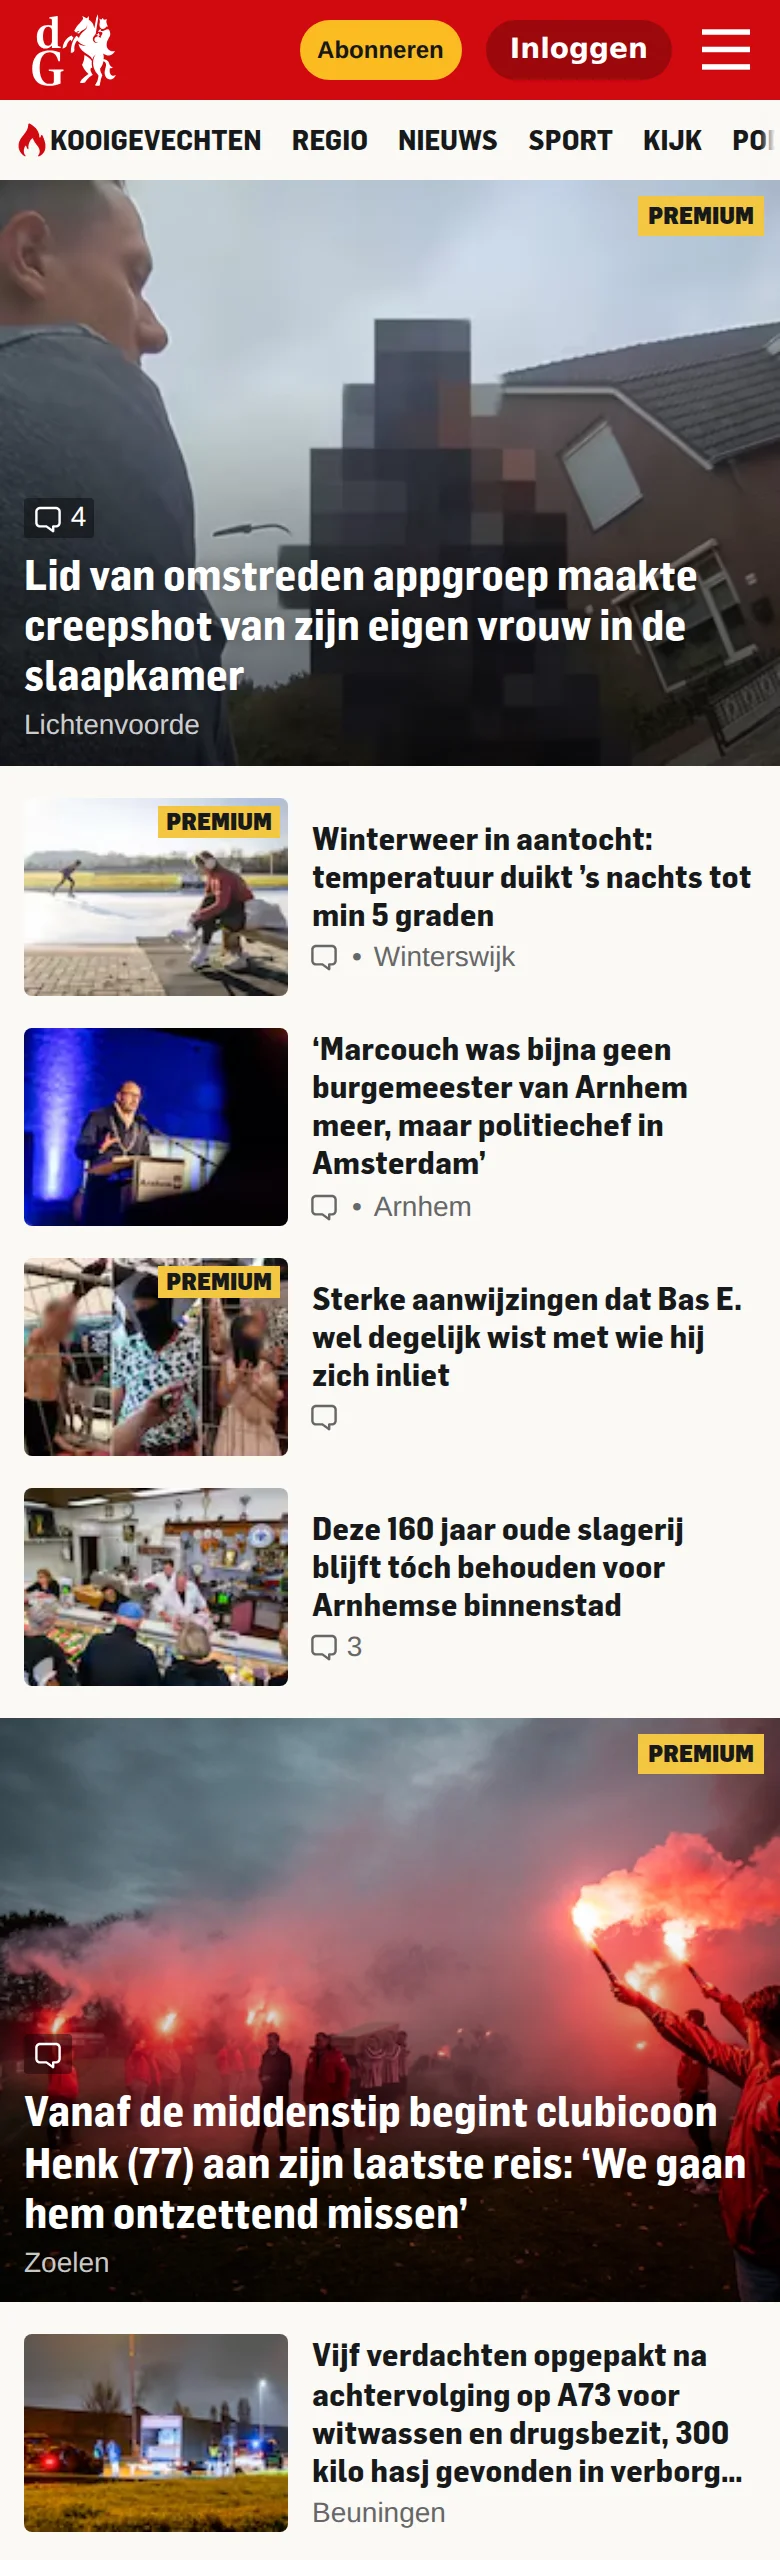 dG
Abonneren
Inloggen
KOOIGEVECHTEN REGIO NIEUWS SPORT KIJK
PREMIUM
4
Lid van omstreden appgroep maakte
creepshot van zijn eigen vrouw in de
slaapkamer
Lichtenvoorde
PREMIUM
Winterweer in aantocht:
temperatuur duikt ’s nachts tot
min 5 graden
• Winterswijk
‘Marcouch was bijna geen
burgemeester van Arnhem
meer, maar politiechef in
Amsterdam’
• Arnhem
Arnhem
PREMIUM
Sterke aanwijzingen dat Bas E.
wel degelijk wist met wie hij
zich inliet
Deze 160 jaar oude slagerij
blijft tóch behouden voor
Arnhemse binnenstad
3
PREMIUM
Vanaf de middenstip begint clubicoon
Henk (77) aan zijn laatste reis: ‘We gaan
hem ontzettend missen’
Zoelen
Vijf verdachten opgepakt na
achtervolging op A73 voor
witwassen en drugsbezit, 300
kilo hasj gevonden in verborg...
Beuningen